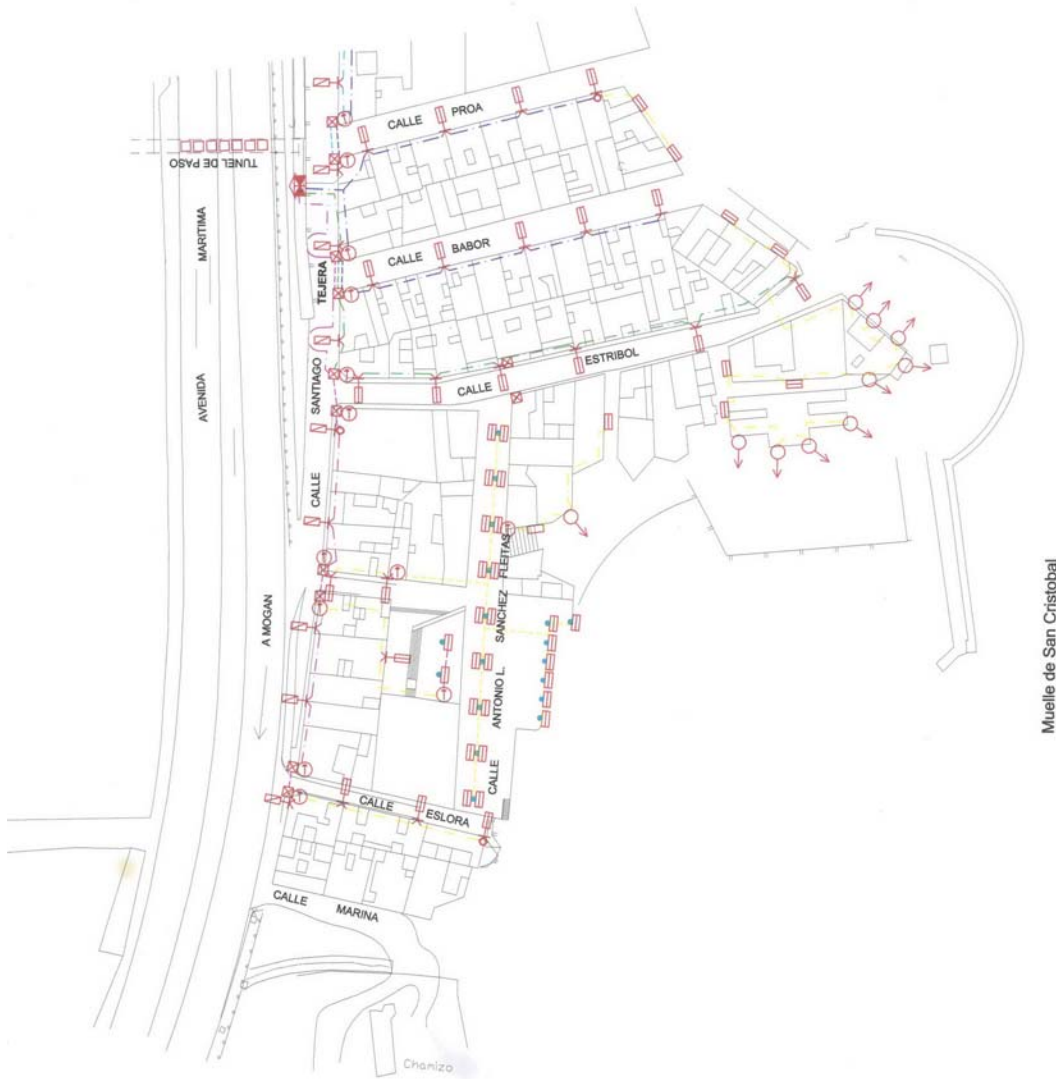 CALLE PROA
TUNEL DE PASO
AVENIDA MARITIMA
CALLE BABOR
CALLE SANTIAGO TEJERA
CALLE ESTRIBOL
A MOGAN
CALLE ANTONIO L. SANCHEZ FLEITAS
CALLE ESLORA
CALLE MARINA
Chamizo
Muelle de San Cristobal